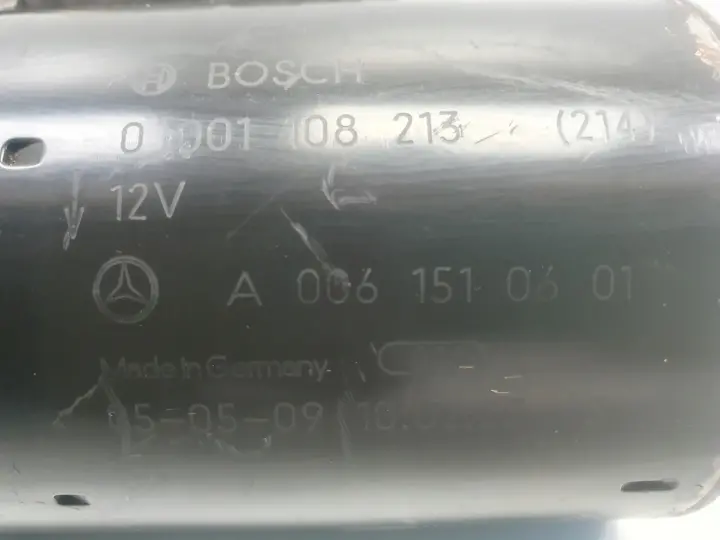 BOSCH
0 001 108 213 (214)
12V
A 006 151 06 01
Made in Germany
05-05-09